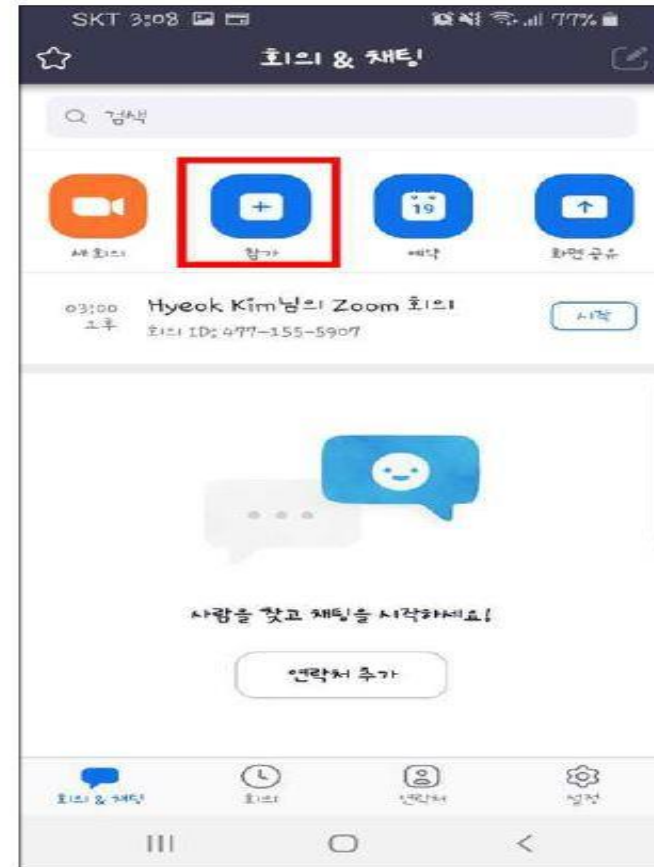 SKT 3:08 77%
회의 & 채팅
검색
19
새 회의 참가 예약 화면 공유
03:00 Hyeok Kim님의 Zoom 회의
오후 회의 ID: 477-155-5907 시작
사람을 찾고 채팅을 시작하세요!
연락처 추가
회의 & 채팅 회의 연락처 설정